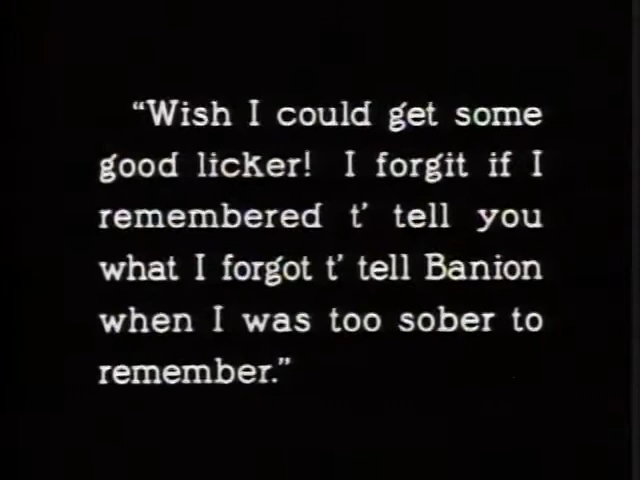 “Wish I could get some
good licker! I forgit if I
remembered t’ tell you
what I forgot t’ tell Banion
when I was too sober to
remember.”